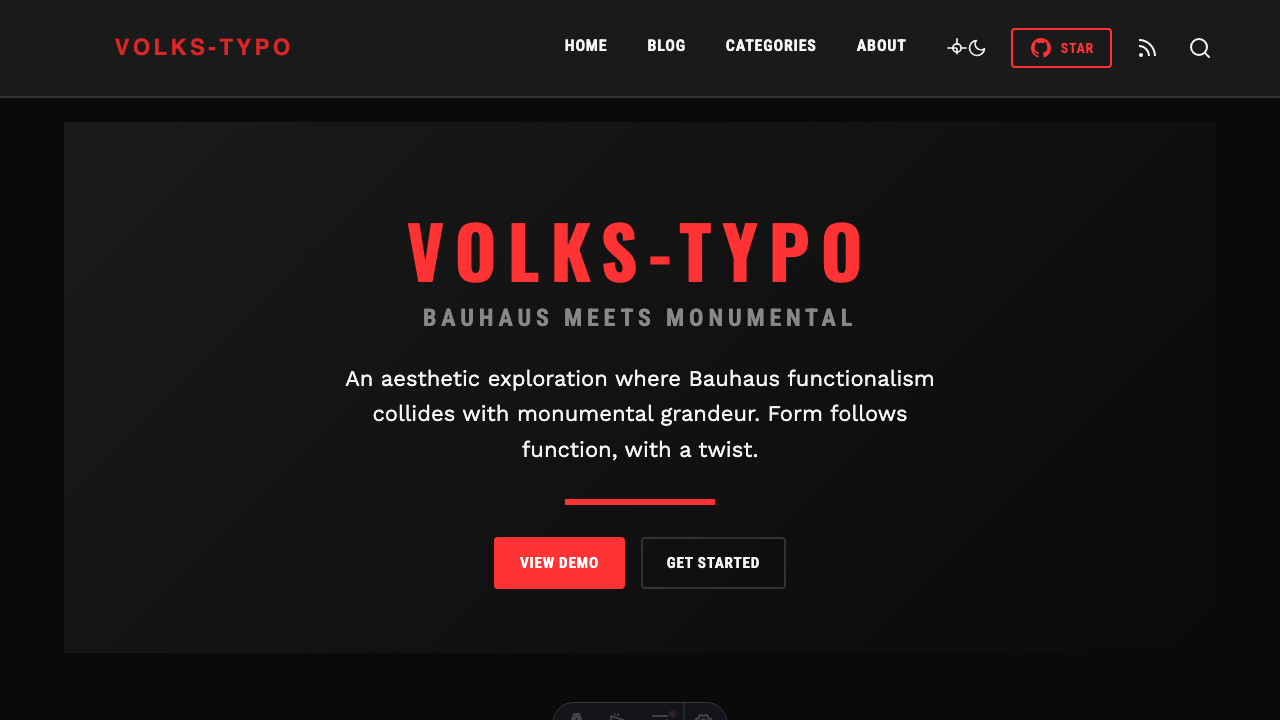 VOLKS-TYPO
HOME
BLOG
CATEGORIES
ABOUT
STAR
VOLKS-TYPO
BAUHAUS MEETS MONUMENTAL
An aesthetic exploration where Bauhaus functionalism
collides with monumental grandeur. Form follows
function, with a twist.
VIEW DEMO
GET STARTED